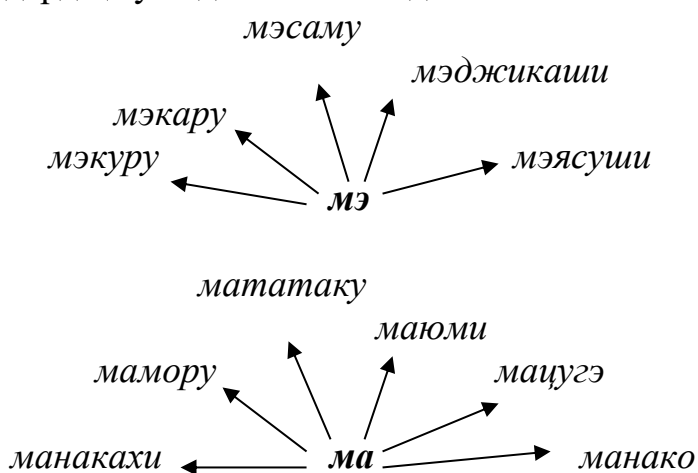 мэсаму
мэджикаши
мэкару
мэкуру
мэясуши
мэ
мататаку
маюми
мамору
мацугэ
манакахи
ма
манако